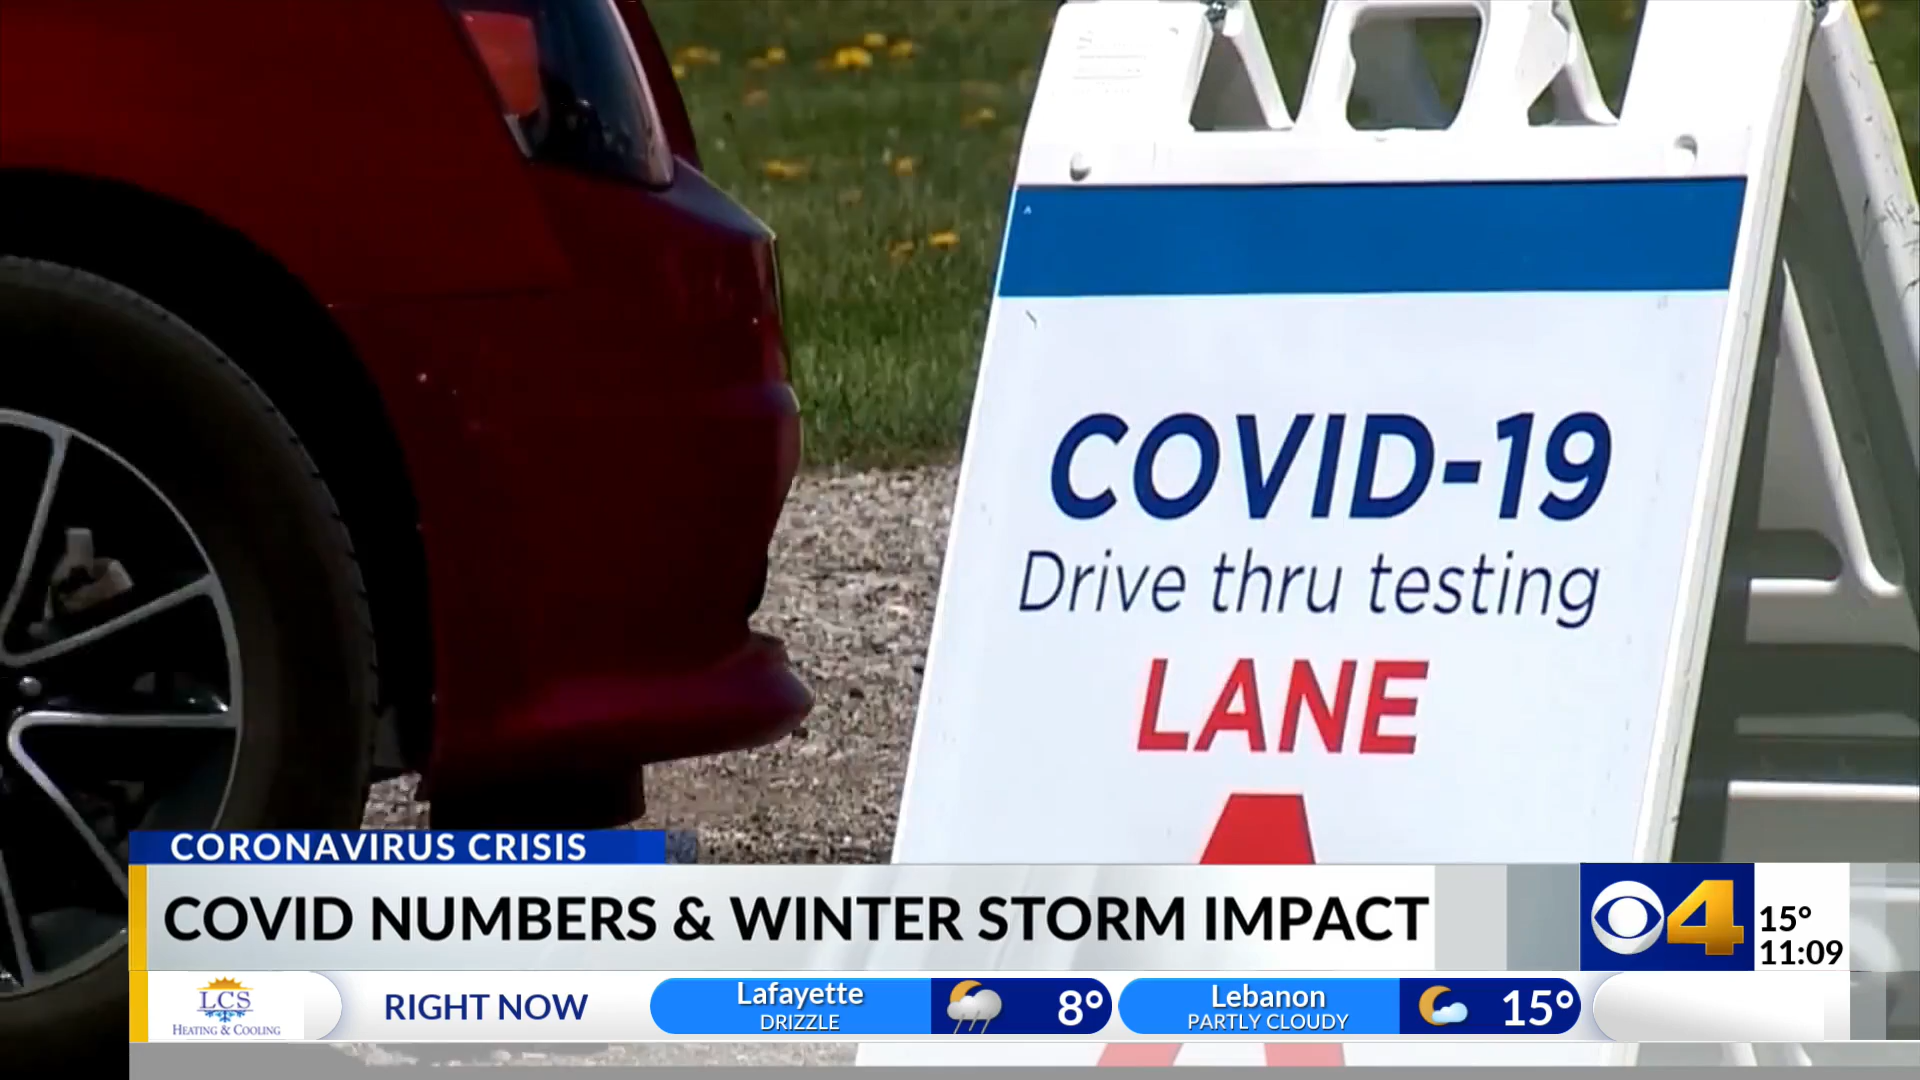 COVID-19
Drive thru testing
LANE
A
CORONAVIRUS CRISIS
COVID NUMBERS & WINTER STORM IMPACT
4
15°
11:09
LCS
HEATING & COOLING
RIGHT NOW
Lafayette
DRIZZLE
8°
Lebanon
PARTLY CLOUDY
15°